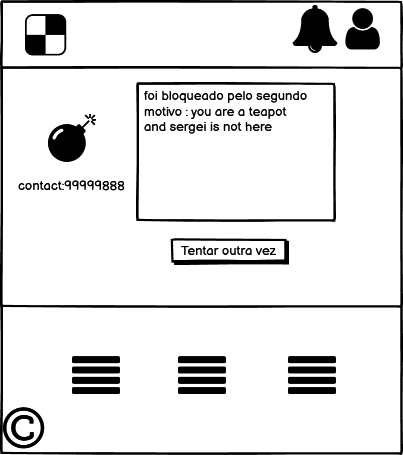 foi bloqueado pelo segundo
motivo : you are a teapot
and sergei is not here
contact:99999888
Tentar outra vez
©